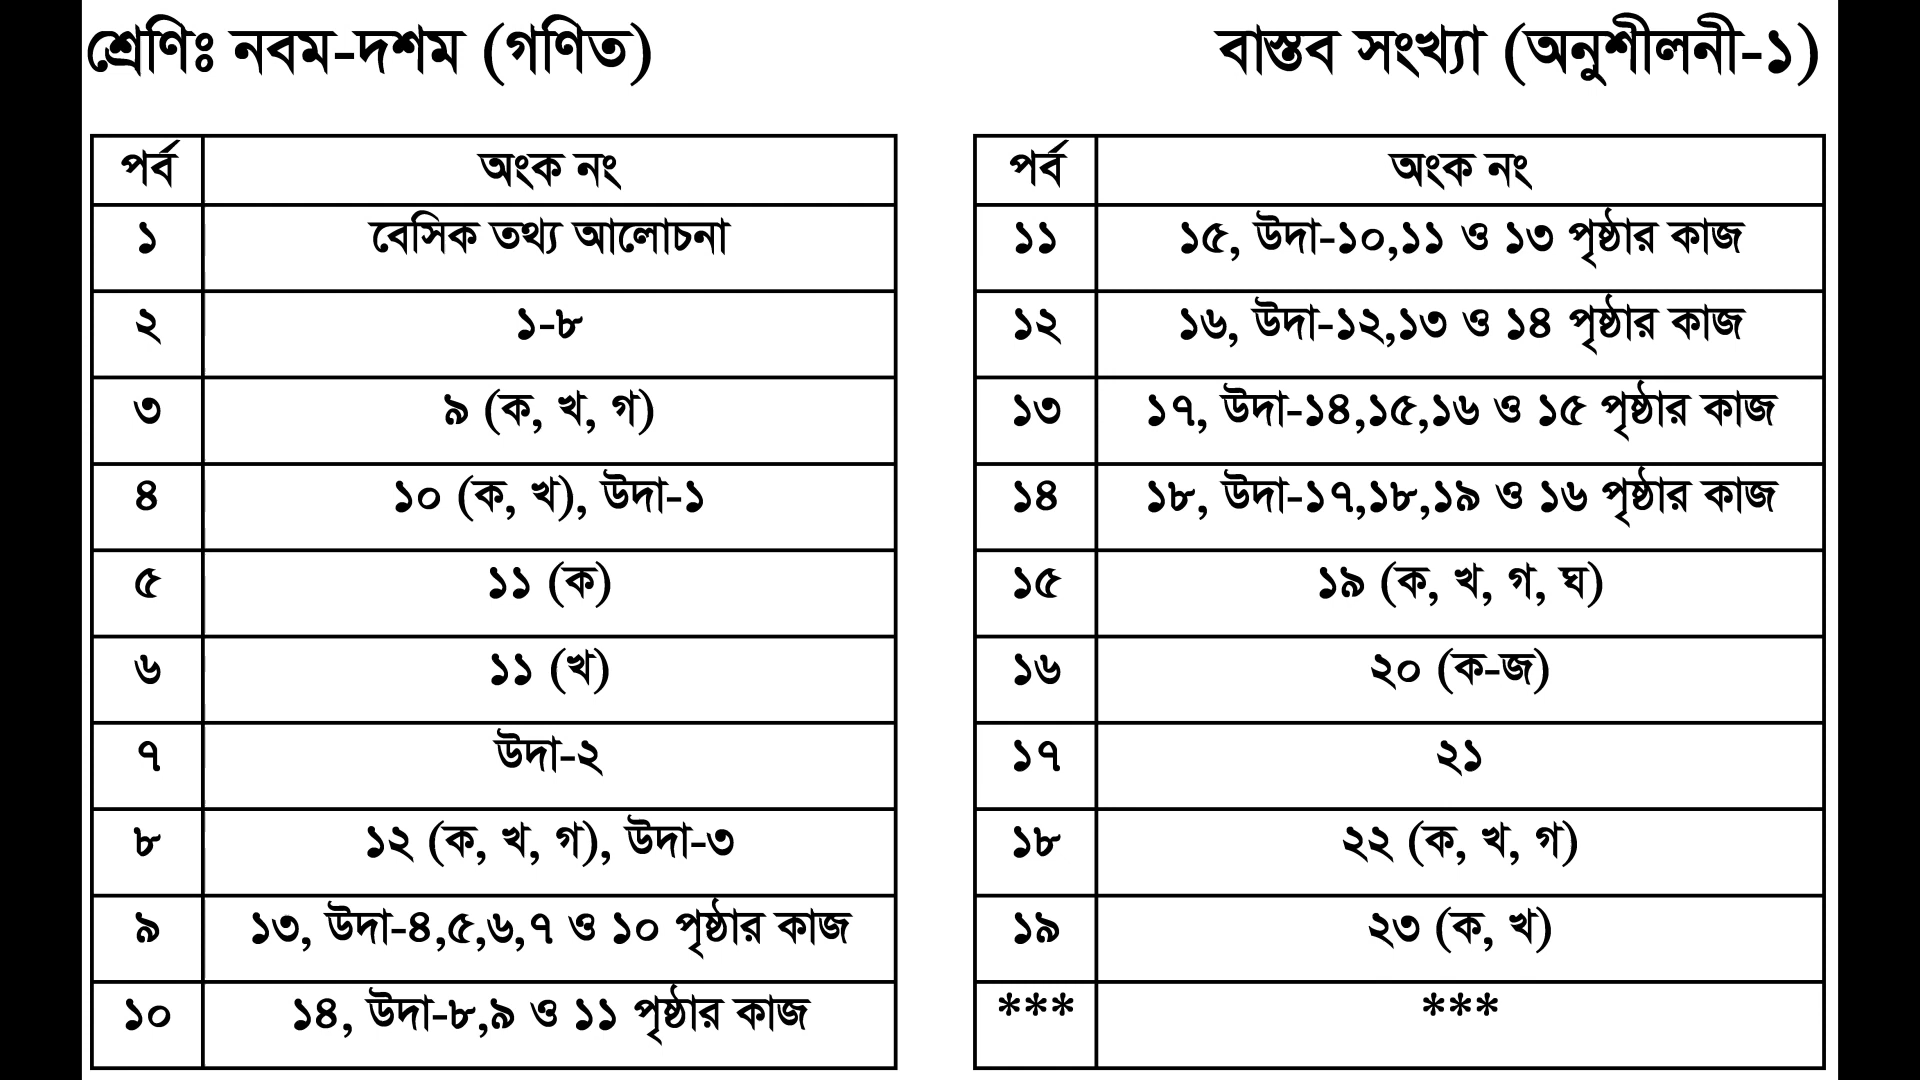 শ্রেণিঃ নবম-দশম (গণিত)
বাস্তব সংখ্যা (অনুশীলনী-১)
পর্ব অংক নং
১ বেসিক তথ্য আলোচনা
২ ১-৮
৩ ৯ (ক, খ, গ)
৪ ১০ (ক, খ), উদা-১
৫ ১১ (ক)
৬ ১১ (খ)
৭ উদা-২
৮ ১২ (ক, খ, গ), উদা-৩
৯ ১৩, উদা-৪,৫,৬,৭ ও ১০ পৃষ্ঠার কাজ
১০ ১৪, উদা-৮,৯ ও ১১ পৃষ্ঠার কাজ
পর্ব অংক নং
১১ ১৫, উদা-১০,১১ ও ১৩ পৃষ্ঠার কাজ
১২ ১৬, উদা-১২,১৩ ও ১৪ পৃষ্ঠার কাজ
১৩ ১৭, উদা-১৪,১৫,১৬ ও ১৫ পৃষ্ঠার কাজ
১৪ ১৮, উদা-১৭,১৮,১৯ ও ১৬ পৃষ্ঠার কাজ
১৫ ১৯ (ক, খ, গ, ঘ)
১৬ ২০ (ক-জ)
১৭ ২১
১৮ ২২ (ক, খ, গ)
১৯ ২৩ (ক, খ)
*** ***